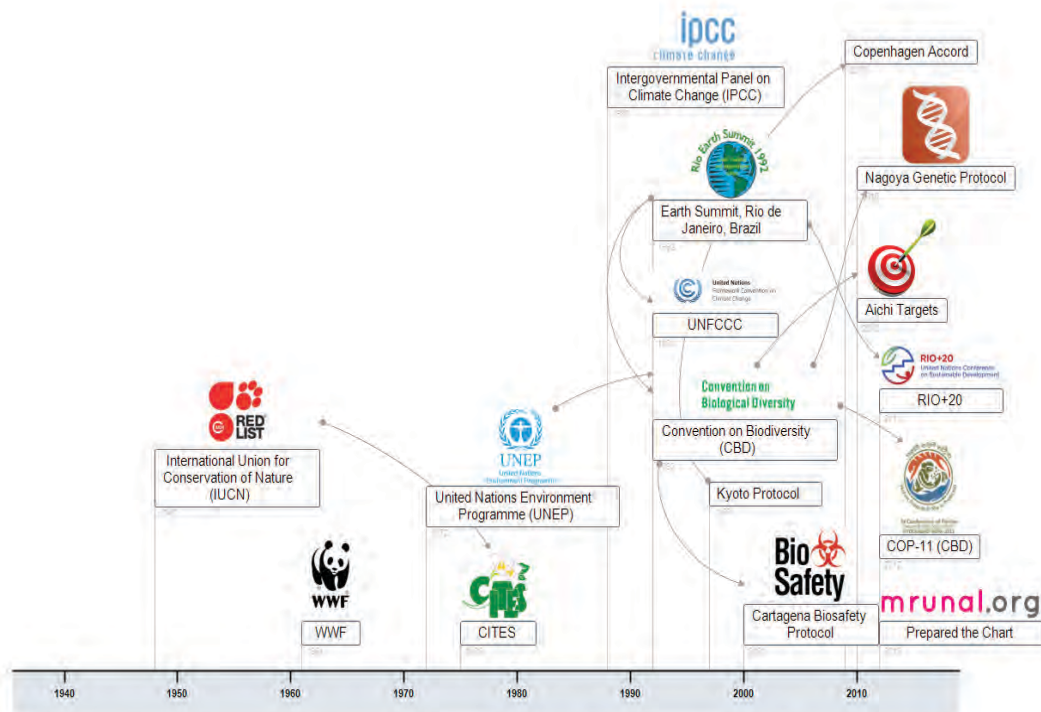 ipcc
climate change
Intergovernmental Panel on
Climate Change (IPCC)
Copenhagen Accord
Rio Earth Summit 1992
Earth Summit, Rio de
Janeiro, Brazil
Nagoya Genetic Protocol
United Nations
Framework Convention on
Climate Change
UNFCCC
Aichi Targets
RIO+20
United Nations Conference
on Sustainable Development
RIO+20
RED
LIST
International Union for
Conservation of Nature
(IUCN)
UNEP
United Nations
Environment Programme
United Nations Environment
Programme (UNEP)
Convention on
Biological Diversity
Convention on Biodiversity
(CBD)
Kyoto Protocol
COP-11 (CBD)
WWF
WWF
CITES
CITES
Bio
Safety
Cartagena Biosafety
Protocol
mrunal.org
Prepared the Chart
1940
1950
1960
1970
1980
1990
2000
2010